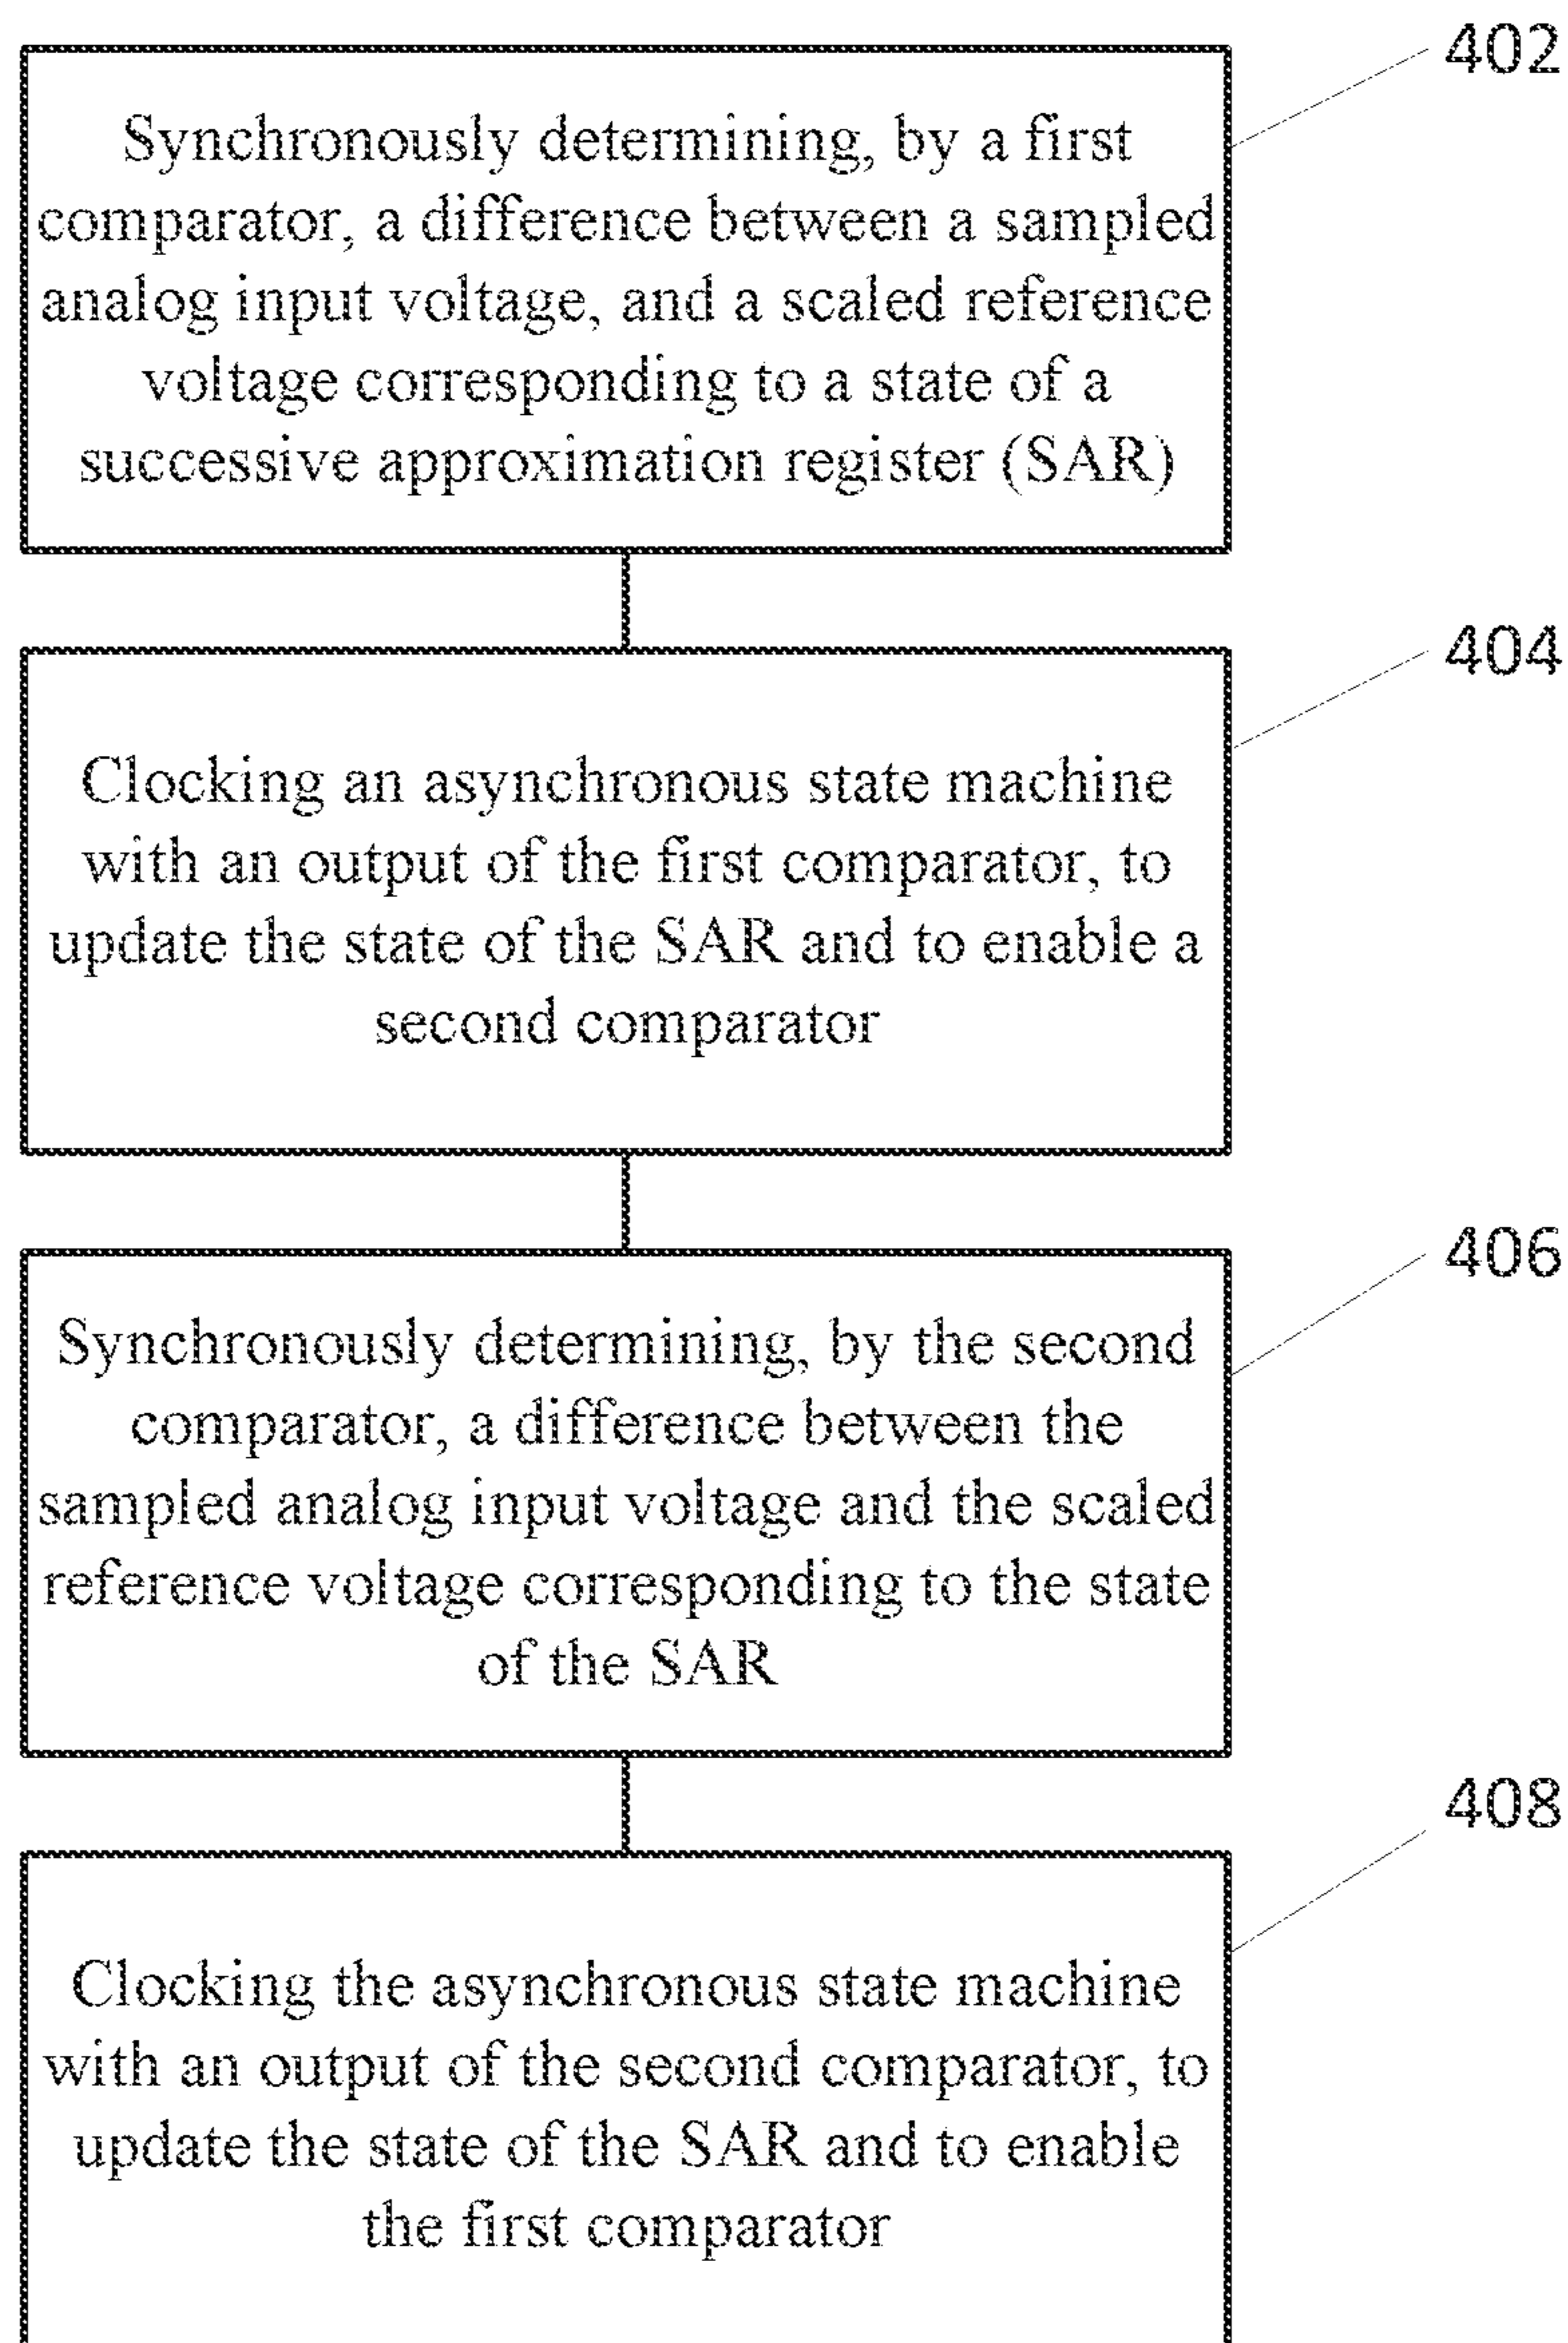 402
Synchronously determining, by a first
comparator, a difference between a sampled
analog input voltage, and a scaled reference
voltage corresponding to a state of a
successive approximation register (SAR)
404
Clocking an asynchronous state machine
with an output of the first comparator, to
update the state of the SAR and to enable a
second comparator
406
Synchronously determining, by the second
comparator, a difference between the
sampled analog input voltage and the scaled
reference voltage corresponding to the state
of the SAR
408
Clocking the asynchronous state machine
with an output of the second comparator, to
update the state of the SAR and to enable
the first comparator